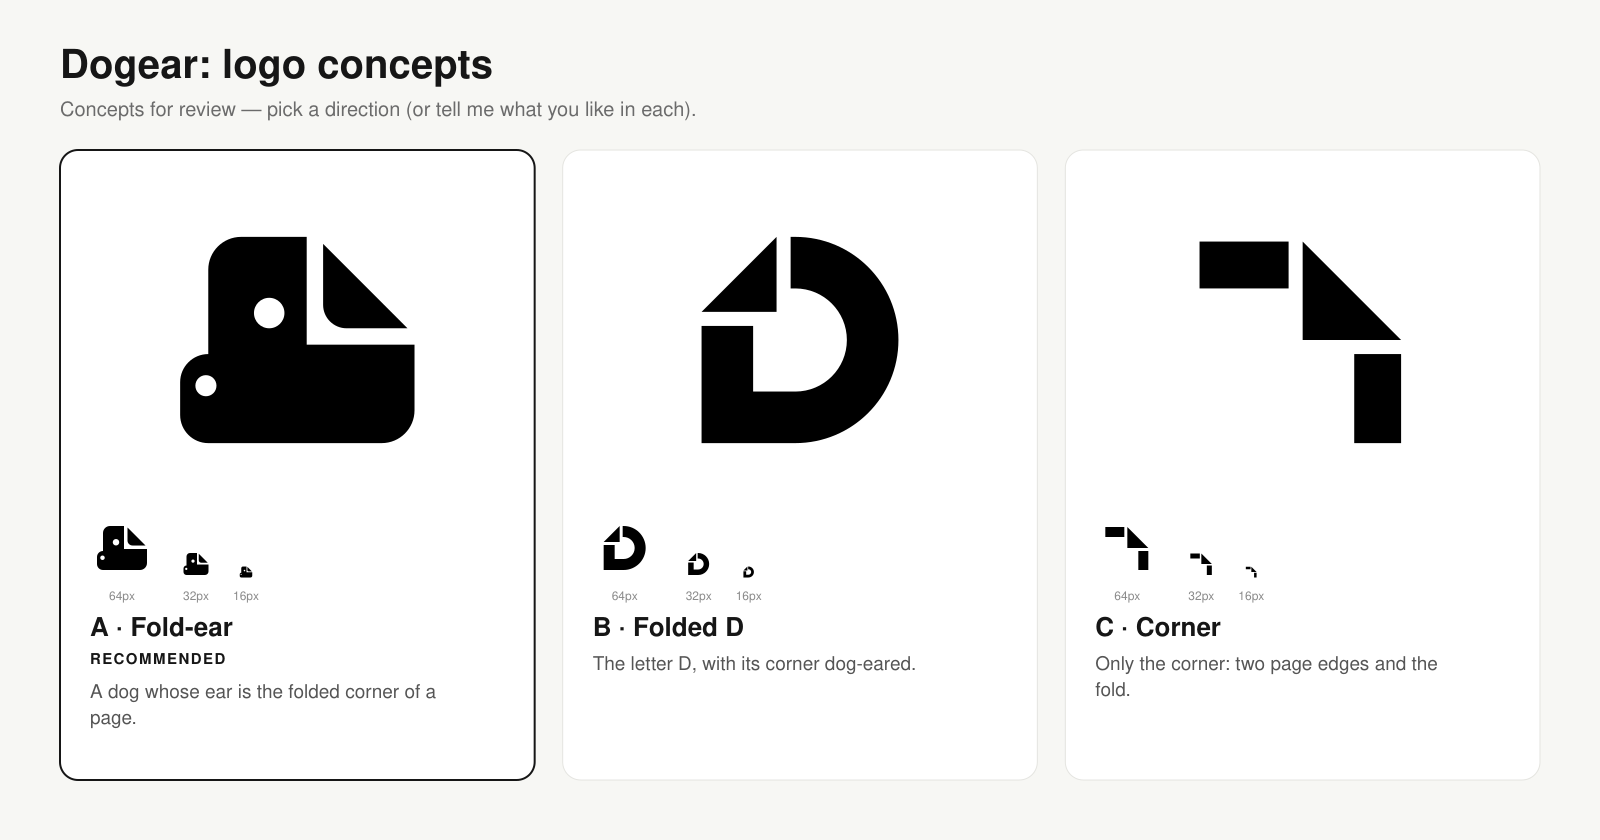 Dogear: logo concepts
Concepts for review — pick a direction (or tell me what you like in each).
64px 32px 16px
A · Fold-ear
RECOMMENDED
A dog whose ear is the folded corner of a
page.
64px 32px 16px
B · Folded D
The letter D, with its corner dog-eared.
64px 32px 16px
C · Corner
Only the corner: two page edges and the
fold.